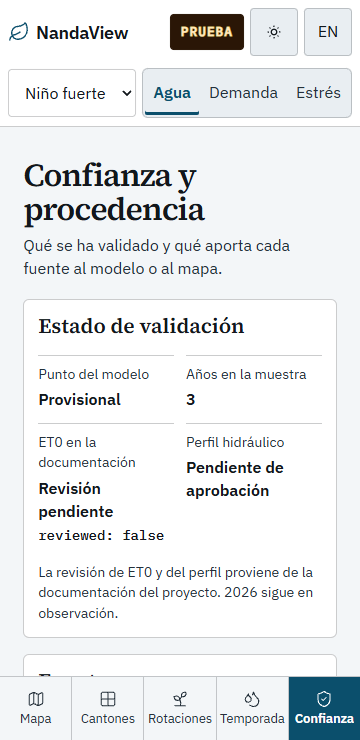 NandaView
PRUEBA
EN
Niño fuerte
Agua
Demanda
Estrés
Confianza y
procedencia
Qué se ha validado y qué aporta cada
fuente al modelo o al mapa.
Estado de validación
Punto del modelo
Provisional
Años en la muestra
3
ET0 en la
documentación
Revisión
pendiente
reviewed: false
Perfil hidráulico
Pendiente de
aprobación
La revisión de ET0 y del perfil proviene de la
documentación del proyecto. 2026 sigue en
observación.
Mapa
Cantones
Rotaciones
Temporada
Confianza